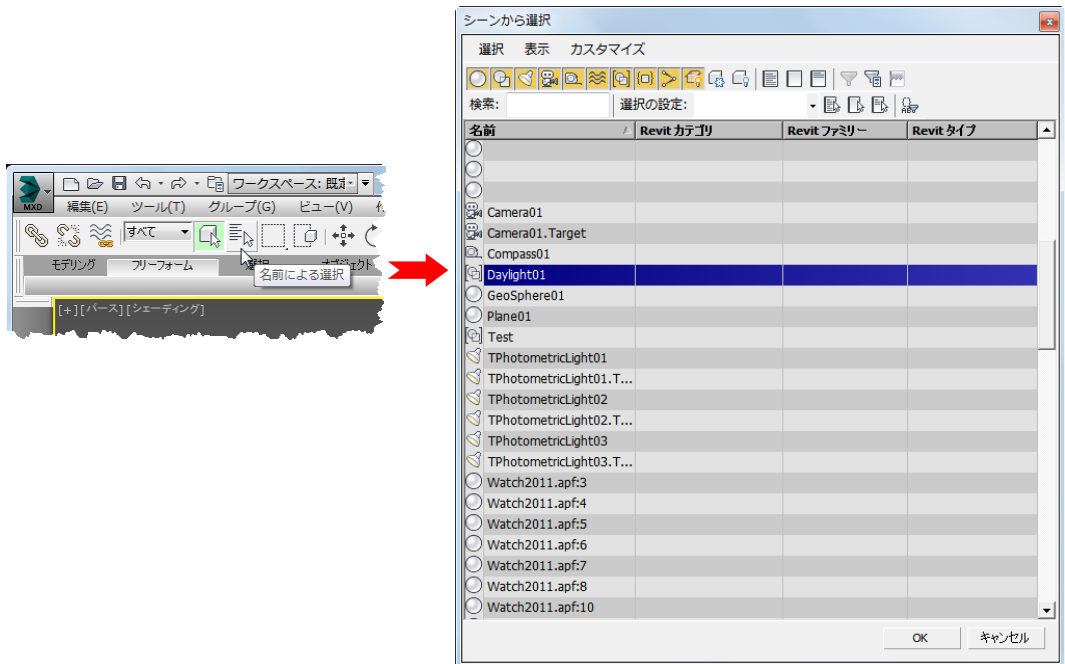 MXD
ワークスペース: 既定
編集(E) ツール(T) グループ(G) ビュー(V)
すべて
モデリング フリーフォーム 選択 オブジェクト
名前による選択
[+][パース][シェーディング]
シーンから選択
選択 表示 カスタマイズ
検索: 選択の設定:
名前 Revit カテゴリ Revit ファミリー Revit タイプ
Camera01
Camera01.Target
Compass01
Daylight01
GeoSphere01
Plane01
Test
TPhotometricLight01
TPhotometricLight01.T...
TPhotometricLight02
TPhotometricLight02.T...
TPhotometricLight03
TPhotometricLight03.T...
Watch2011.apf:3
Watch2011.apf:4
Watch2011.apf:5
Watch2011.apf:6
Watch2011.apf:7
Watch2011.apf:8
Watch2011.apf:10
OK キャンセル